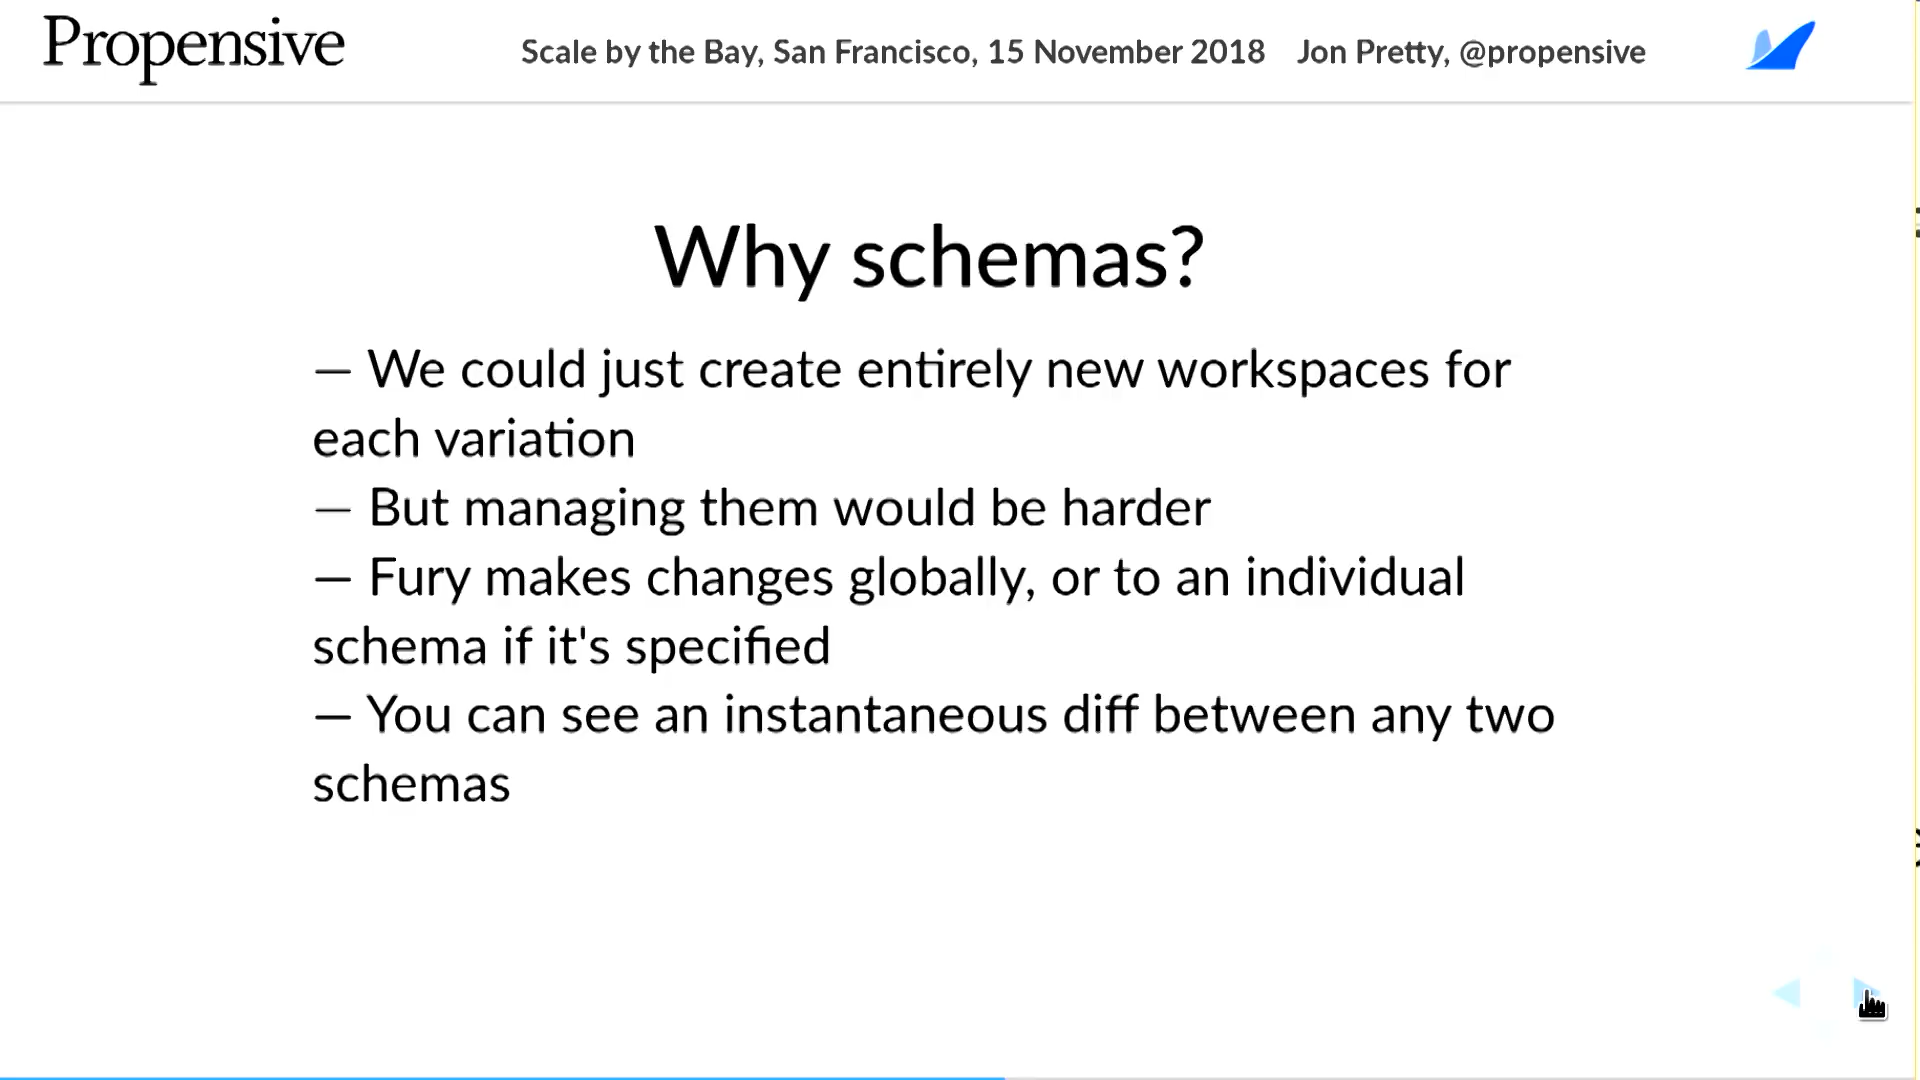 Propensive
Scale by the Bay, San Francisco, 15 November 2018 Jon Pretty, @propensive
Why schemas?
— We could just create entirely new workspaces for
each variation
— But managing them would be harder
— Fury makes changes globally, or to an individual
schema if it's specified
— You can see an instantaneous diff between any two
schemas